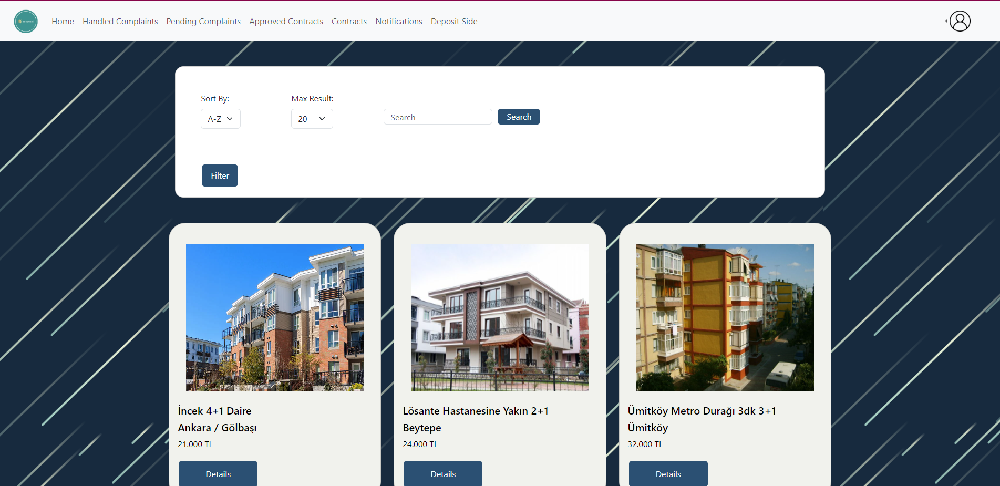 Home Handled Complaints Pending Complaints Approved Contracts Contracts Notifications Deposit Side
Sort By:
A-Z
Max Result:
20
Search
Search
Filter
İncek 4+1 Daire
Ankara / Gölbaşı
21.000 TL
Details
Lösante Hastanesine Yakın 2+1
Beytepe
24.000 TL
Details
Ümitköy Metro Durağı 3dk 3+1
Ümitköy
32.000 TL
Details